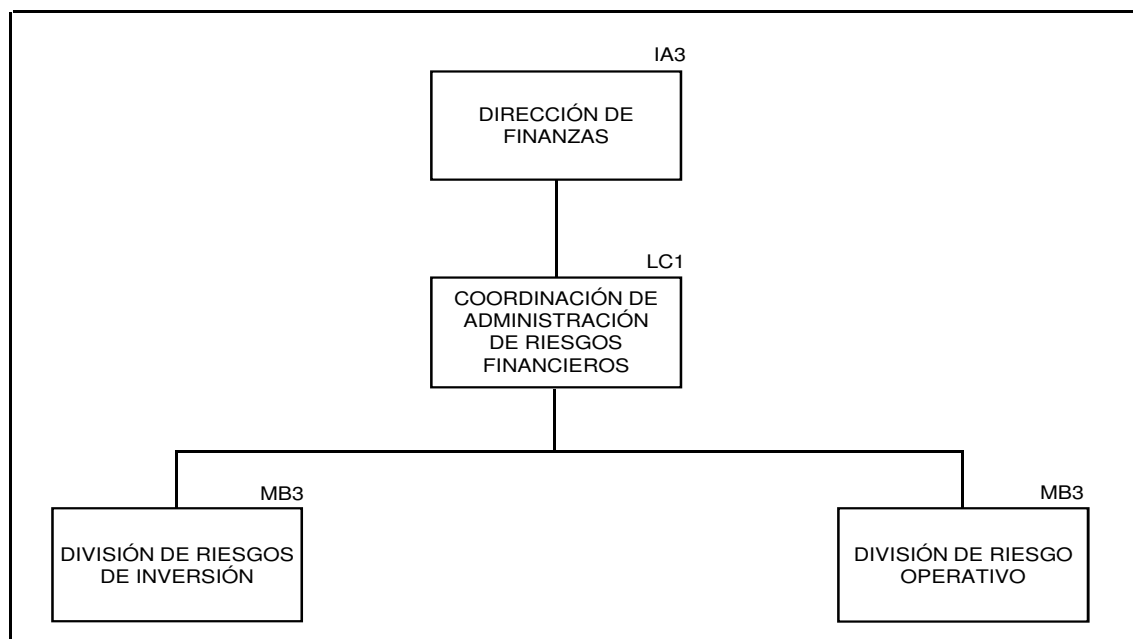 IA3
DIRECCIÓN DE
FINANZAS
LC1
COORDINACIÓN DE
ADMINISTRACIÓN
DE RIESGOS
FINANCIEROS
MB3
DIVISIÓN DE RIESGOS
DE INVERSIÓN
MB3
DIVISIÓN DE RIESGO
OPERATIVO